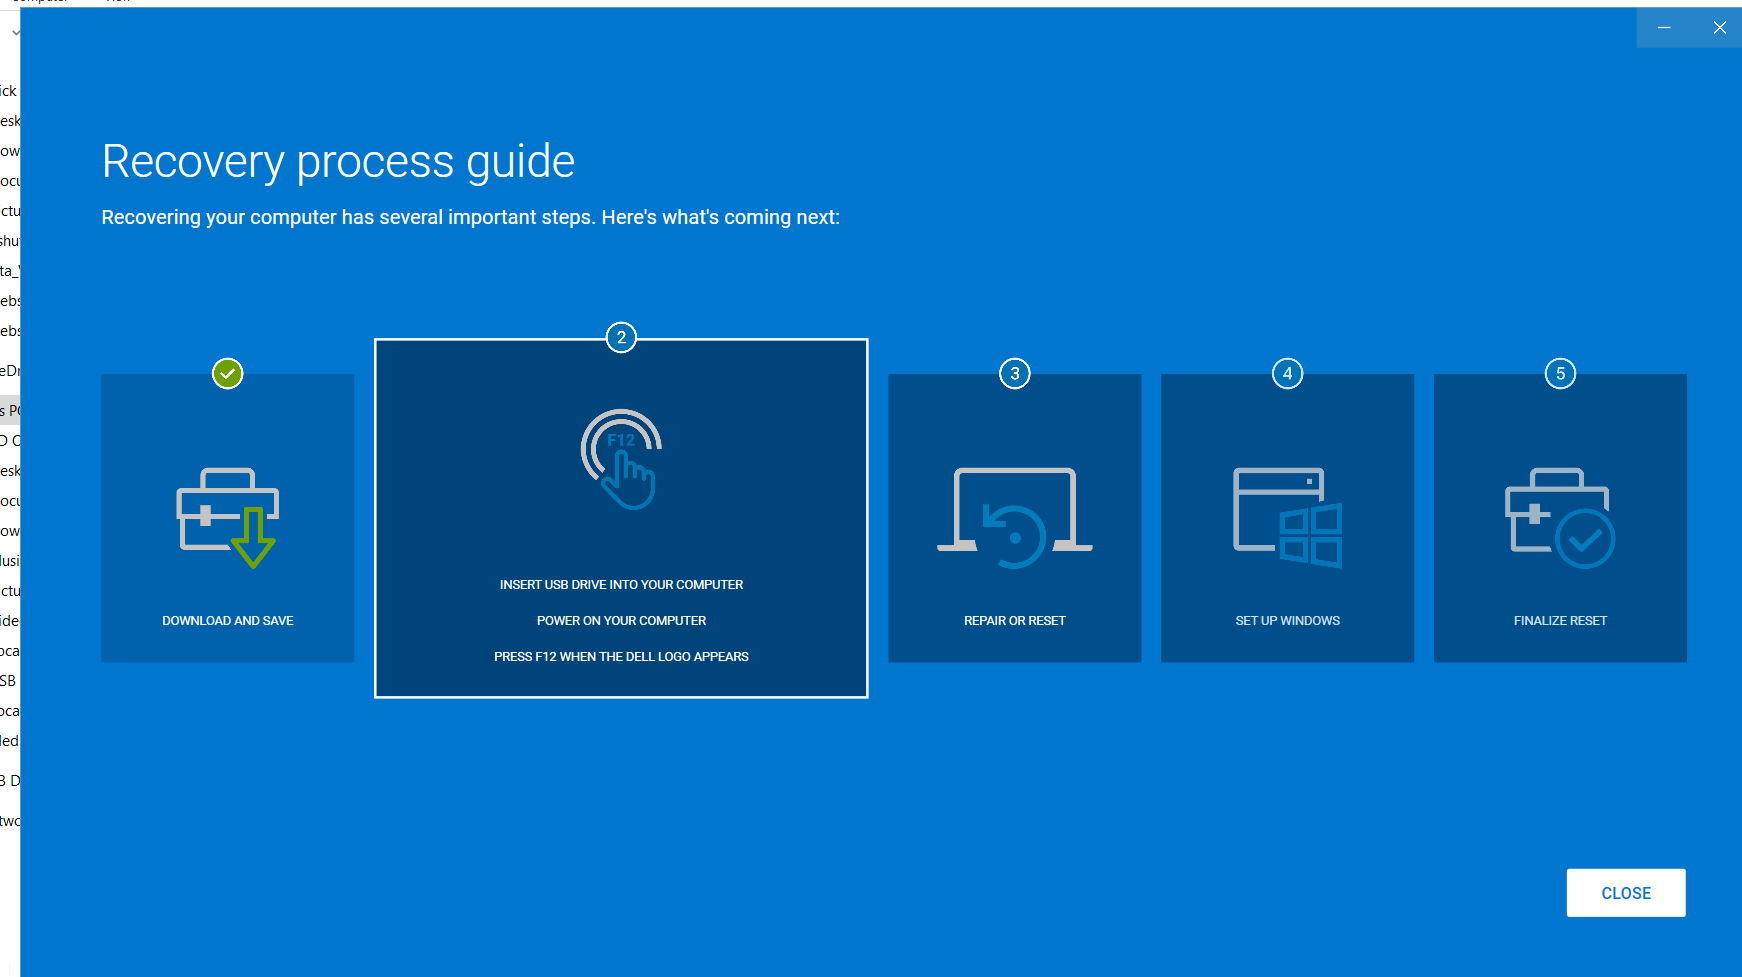 Recovery process guide
Recovering your computer has several important steps. Here's what's coming next:
2
3
4
5
F12
DOWNLOAD AND SAVE
INSERT USB DRIVE INTO YOUR COMPUTER
POWER ON YOUR COMPUTER
PRESS F12 WHEN THE DELL LOGO APPEARS
REPAIR OR RESET
SET UP WINDOWS
FINALIZE RESET
CLOSE